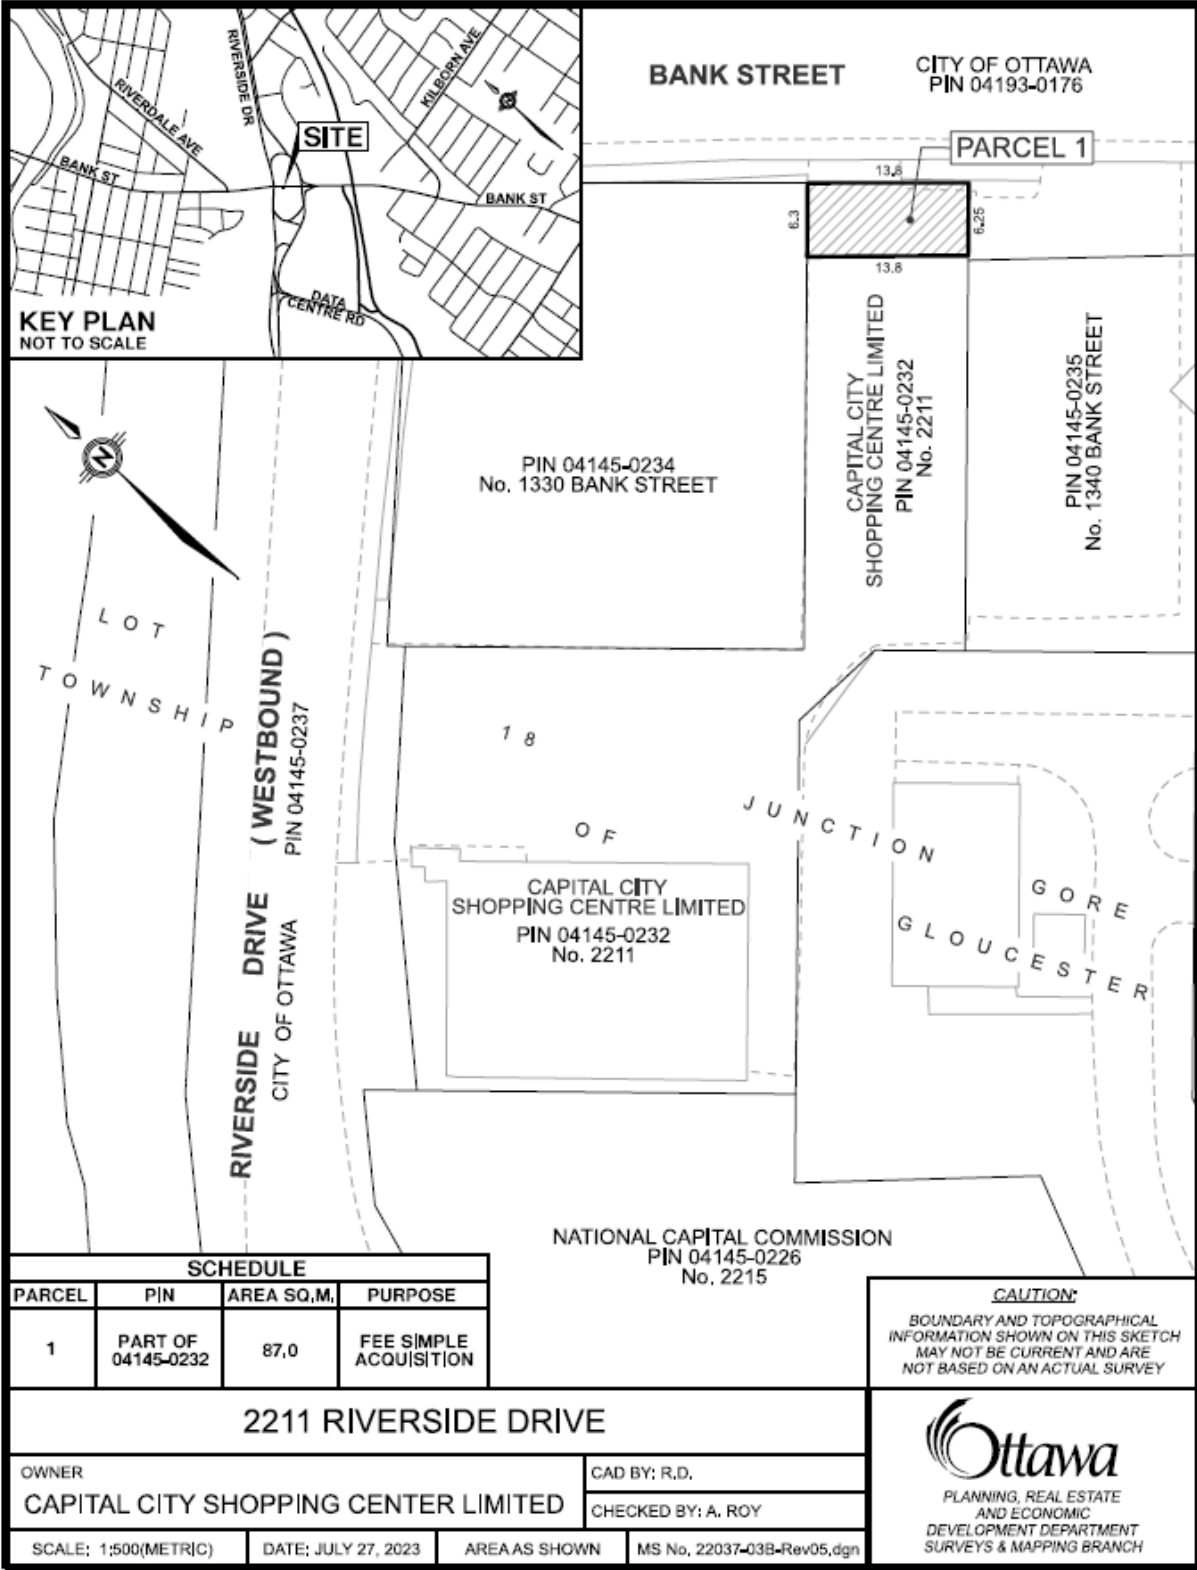 RIVERSIDE DR
KILBORN AVE
RIVERDALE AVE
SITE
BANK ST
BANK ST
DATA
CENTRE RD
KEY PLAN
NOT TO SCALE
BANK STREET
CITY OF OTTAWA
PIN 04193-0176
PARCEL 1
13.8
6.3
6.25
13.8
CAPITAL CITY
SHOPPING CENTRE LIMITED
PIN 04145-0232
No. 2211
PIN 04145-0235
No. 1340 BANK STREET
PIN 04145-0234
No. 1330 BANK STREET
N
LOT
18
TOWNSHIP
OF
GLOUCESTER
JUNCTION
GORE
RIVERSIDE DRIVE (WESTBOUND)
PIN 04145-0237
CITY OF OTTAWA
CAPITAL CITY
SHOPPING CENTRE LIMITED
PIN 04145-0232
No. 2211
NATIONAL CAPITAL COMMISSION
PIN 04145-0226
No. 2215
SCHEDULE
PARCEL PIN AREA SQ.M. PURPOSE
1 PART OF 04145-0232 87.0 FEE SIMPLE ACQUISITION
CAUTION:
BOUNDARY AND TOPOGRAPHICAL
INFORMATION SHOWN ON THIS SKETCH
MAY NOT BE CURRENT AND ARE
NOT BASED ON AN ACTUAL SURVEY
2211 RIVERSIDE DRIVE
OWNER
CAPITAL CITY SHOPPING CENTER LIMITED
CAD BY: R.D.
CHECKED BY: A. ROY
SCALE: 1:500(METRIC) DATE: JULY 27, 2023 AREA AS SHOWN MS No. 22037-03B-Rev05.dgn
Ottawa
PLANNING, REAL ESTATE
AND ECONOMIC
DEVELOPMENT DEPARTMENT
SURVEYS & MAPPING BRANCH